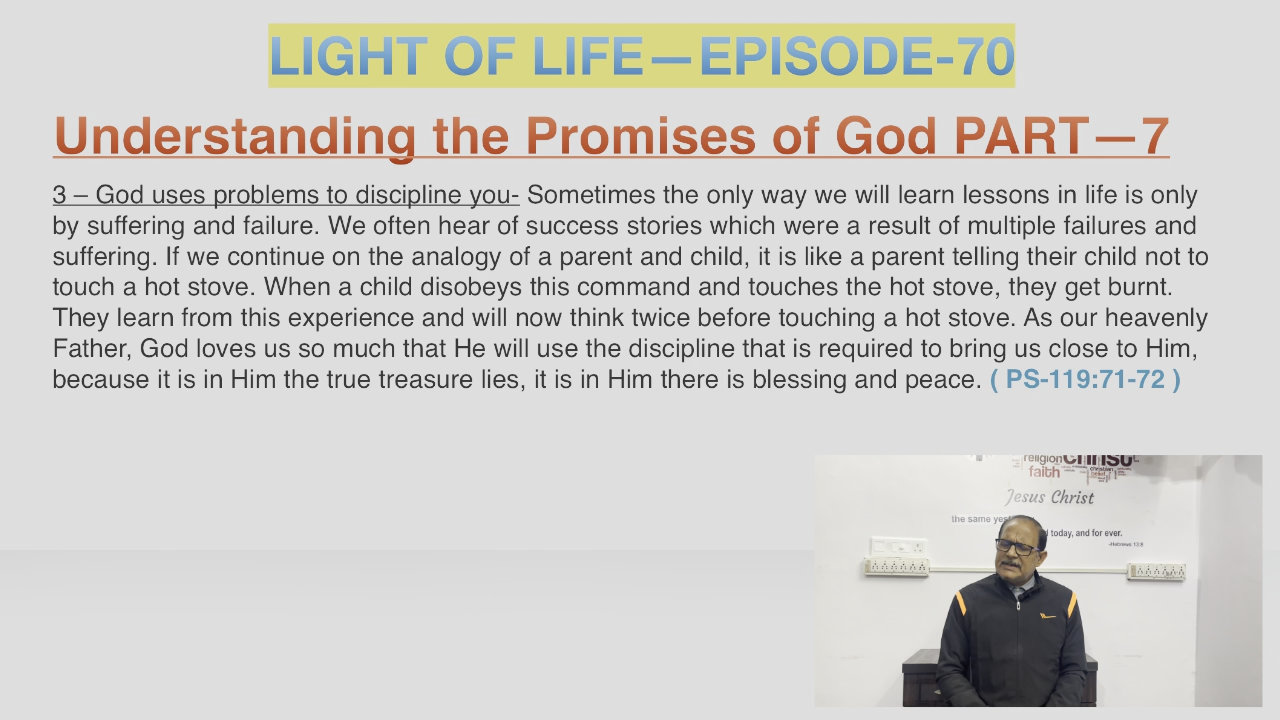 LIGHT OF LIFE—EPISODE-70
Understanding the Promises of God PART—7
3 – God uses problems to discipline you- Sometimes the only way we will learn lessons in life is only
by suffering and failure. We often hear of success stories which were a result of multiple failures and
suffering. If we continue on the analogy of a parent and child, it is like a parent telling their child not to
touch a hot stove. When a child disobeys this command and touches the hot stove, they get burnt.
They learn from this experience and will now think twice before touching a hot stove. As our heavenly
Father, God loves us so much that He will use the discipline that is required to bring us close to Him,
because it is in Him the true treasure lies, it is in Him there is blessing and peace. ( PS-119:71-72 )
religion Christ
faith
Jesus Christ
the same
today, and for ever.
-Hebrews 13:8